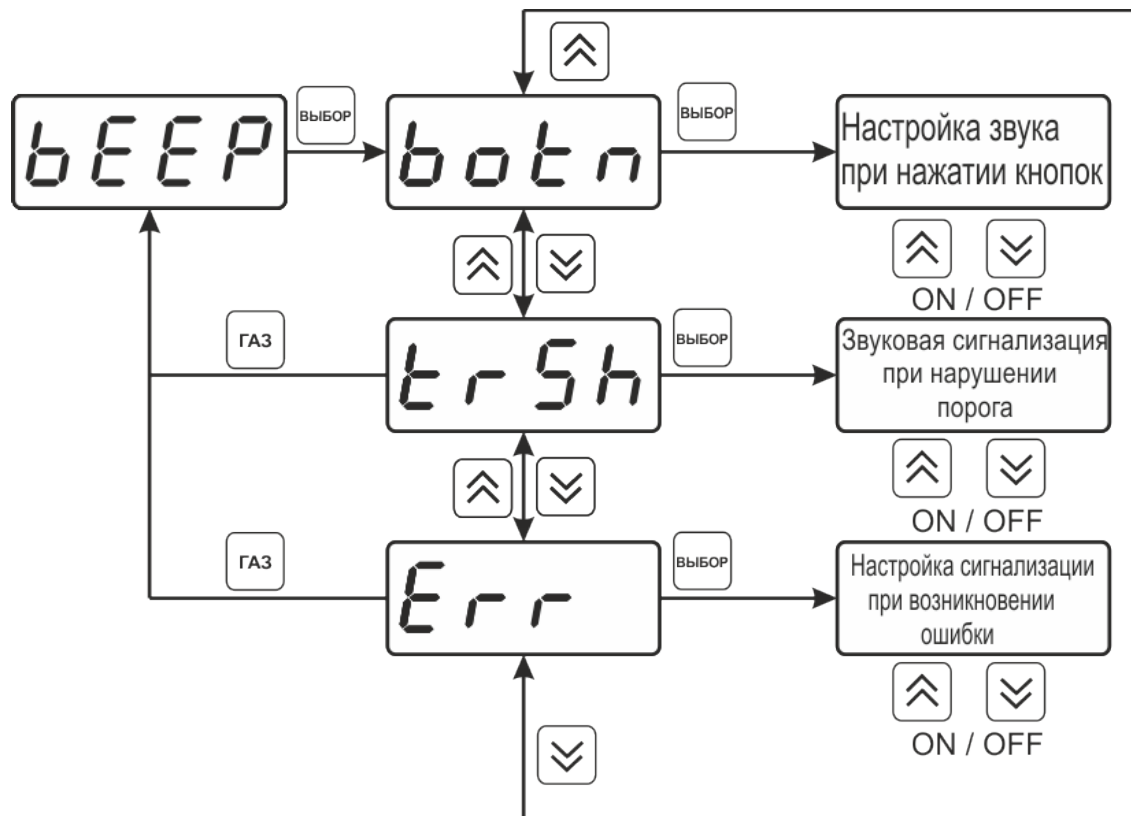 bEEP
ВЫБОР
botn
ВЫБОР
Настройка звука
при нажатии кнопок
ON / OFF
ГАЗ
trSh
ВЫБОР
Звуковая сигнализация
при нарушении
порога
ON / OFF
ГАЗ
Err
ВЫБОР
Настройка сигнализации
при возникновении
ошибки
ON / OFF